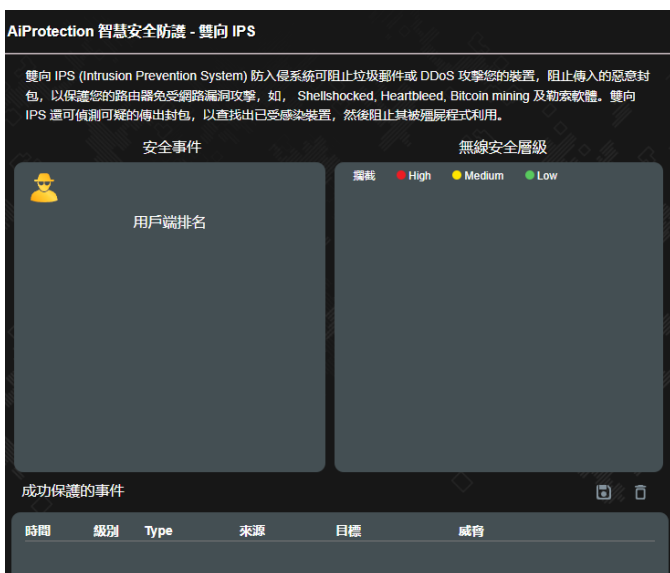 AiProtection 智慧安全防護 - 雙向 IPS
雙向 IPS (Intrusion Prevention System) 防入侵系統可阻止垃圾郵件或 DDoS 攻擊您的裝置，阻止傳入的惡意封
包，以保護您的路由器免受網路漏洞攻擊，如， Shellshocked, Heartbleed, Bitcoin mining 及勒索軟體。雙向
IPS 還可偵測可疑的傳出封包，以查找出已受感染裝置，然後阻止其被殭屍程式利用。
安全事件
無線安全層級
用戶端排名
攔截 High Medium Low
成功保護的事件
時間 級別 Type 來源 目標 威脅